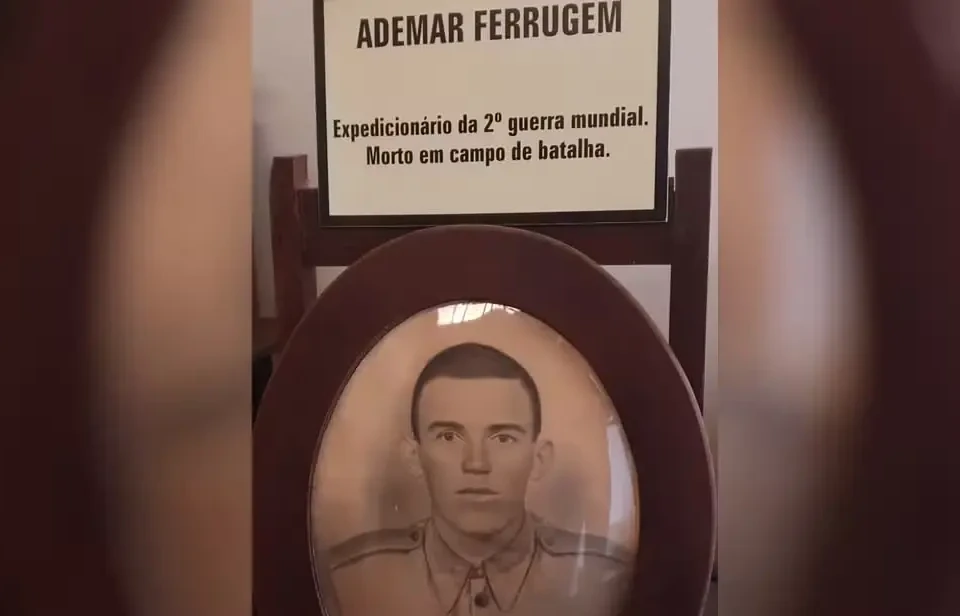 ADEMAR FERRUGEM
Expedicionário da 2º guerra mundial.
Morto em campo de batalha.